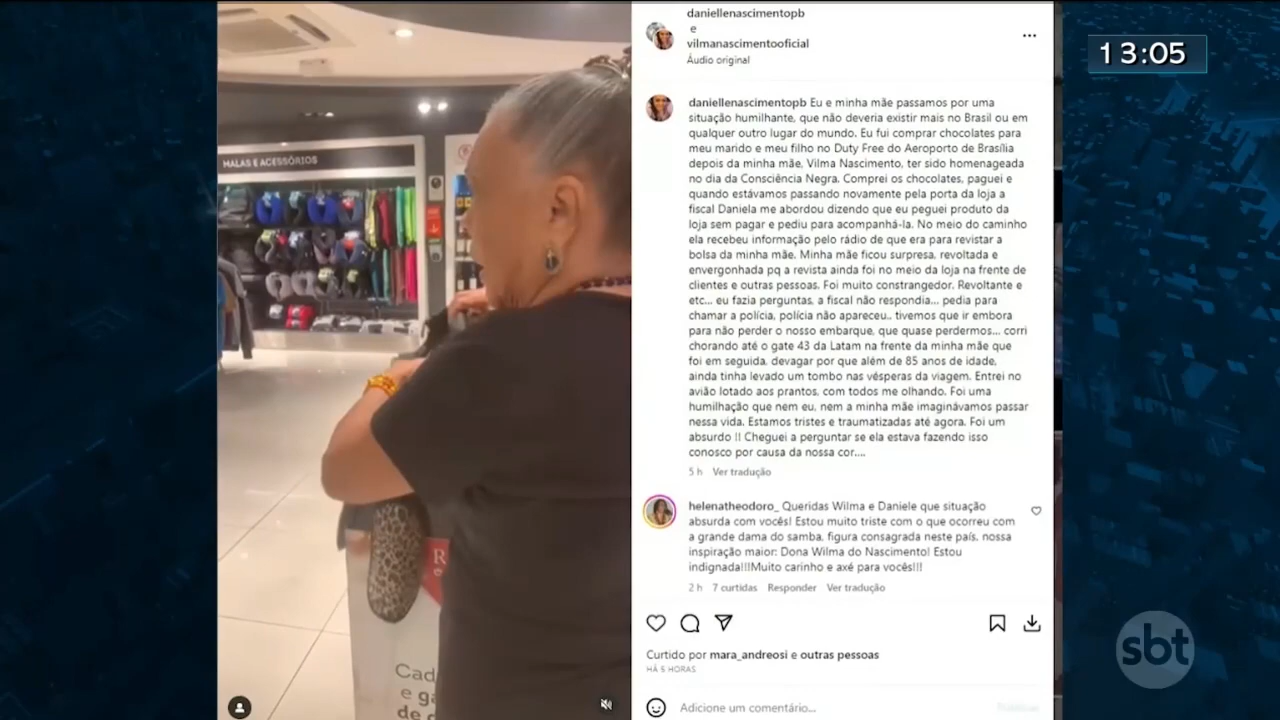 daniellenascimentopb
e
vilmanascimentooficial
Áudio original
13:05
daniellenascimentopb Eu e minha mãe passamos por uma
situação humilhante, que não deveria existir mais no Brasil ou em
qualquer outro lugar do mundo. Eu fui comprar chocolates para
meu marido e meu filho no Duty Free do Aeroporto de Brasília
depois da minha mãe, Vilma Nascimento, ter sido homenageada
no dia da Consciência Negra. Comprei os chocolates, paguei e
quando estávamos passando novamente pela porta da loja a
fiscal Daniela me abordou dizendo que eu peguei produto da
loja sem pagar e pediu para acompanhá-la. No meio do caminho
ela recebeu informação pelo rádio de que era para revistar a
bolsa da minha mãe. Minha mãe ficou surpresa, revoltada e
envergonhada pq a revista ainda foi no meio da loja na frente de
clientes e outras pessoas. Foi muito constrangedor. Revoltante e
etc... eu fazia perguntas, a fiscal não respondia... pedia para
chamar a polícia, polícia não apareceu.. tivemos que ir embora
para não perder o nosso embarque, que quase perdermos... corri
chorando até o gate 43 da Latam na frente da minha mãe que
foi em seguida, devagar por que além de 85 anos de idade,
ainda tinha levado um tombo nas vésperas da viagem. Entrei no
avião lotado aos prantos, com todos me olhando. Foi uma
humilhação que nem eu, nem a minha mãe imaginávamos passar
nessa vida. Estamos tristes e traumatizadas até agora. Foi um
absurdo !! Cheguei a perguntar se ela estava fazendo isso
conosco por causa da nossa cor....
5 h Ver tradução
helenatheodoro_ Queridas Wilma e Daniele que situação
absurda com vocês! Estou muito triste com o que ocorreu com
a grande dama do samba, figura consagrada neste país, nossa
inspiração maior: Dona Wilma do Nascimento! Estou
indignada!!!Muito carinho e axé para vocês!!!
2 h 7 curtidas Responder Ver tradução
Curtido por mara_andreosi e outras pessoas
HÁ 5 HORAS
Adicione um comentário...
Publicar
MALAS E ACESSÓRIOS
R
Cad
e ga
de c
sbt